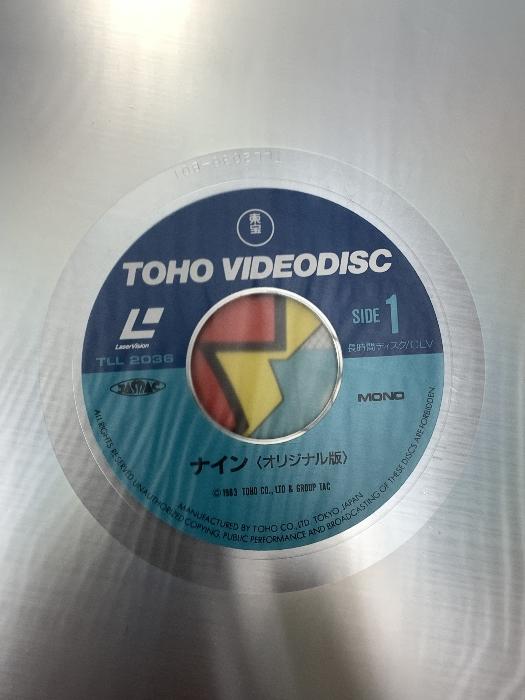 東宝
TOHO VIDEODISC
LaserVision
SIDE 1
長時間ディスク/CLV
TLL 2036
MONO
ナイン〈オリジナル版〉
© 1983 TOHO CO., LTD & GROUP TAC
MANUFACTURED BY TOHO CO., LTD TOKYO JAPAN
ALL RIGHTS RESERVED UNAUTHORIZED COPYING, PUBLIC PERFORMANCE AND BROADCASTING OF THESE DISCS ARE FORBIDDEN